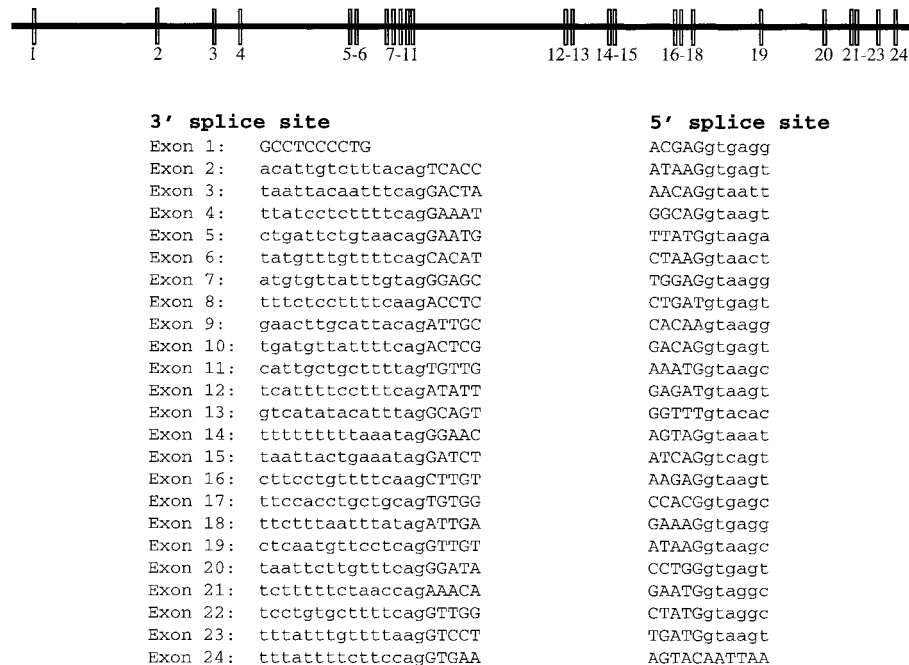 1 2 3 4 5-6 7-11 12-13 14-15 16-18 19 20 21-23 24
3' splice site 5' splice site
Exon 1: GCCTCCCCTG ACGAGgtgagg
Exon 2: acattgtctttacagTCACC ATAAGgtgagt
Exon 3: taattacaatttcagGACTA AACAGgtaatt
Exon 4: ttatcctcttttcagGAAAT GGCAGgtaagt
Exon 5: ctgattctgtaacagGAATG TTATGgtaaga
Exon 6: tatgtttgttttcagCACAT CTAAGgtaact
Exon 7: atgtgttatttgtagGGAGC TGGAGgtaagg
Exon 8: tttctccttttcaagACCTC CTGATgtgagt
Exon 9: gaacttgcattacagATTGC CACAAgtaagg
Exon 10: tgatgttattttcagACTCG GACAGgtgagt
Exon 11: cattgctgcttttagTGTTG AAATGgtaagc
Exon 12: tcattttcctttcagATATT GAGATgtaagt
Exon 13: gtcatatacatttagGCAGT GGTTTgtacac
Exon 14: ttttttttttaaatagGGAAC AGTAGgtaaat
Exon 15: taattactgaaatagGATCT ATCAGgtcagt
Exon 16: cttcctgttttcaagCTTGT AAGAGgtaagt
Exon 17: ttccacctgctgcagTGTGG CCACGgtgagc
Exon 18: ttctttaatttatagATTGA GAAAGgtgagg
Exon 19: ctcaatgttcctcagGTTGT ATAAGgtaagc
Exon 20: taattcttgtttcagGGATA CCTGGgtgagt
Exon 21: tctttttctaaccagAAACA GAATGgtaggc
Exon 22: tcctgtgcttttcagGTTGG CTATGgtaggc
Exon 23: tttatttgttttaagGTCCT TGATGgtaagt
Exon 24: tttattttcttccagGTGAA AGTACAATTAA